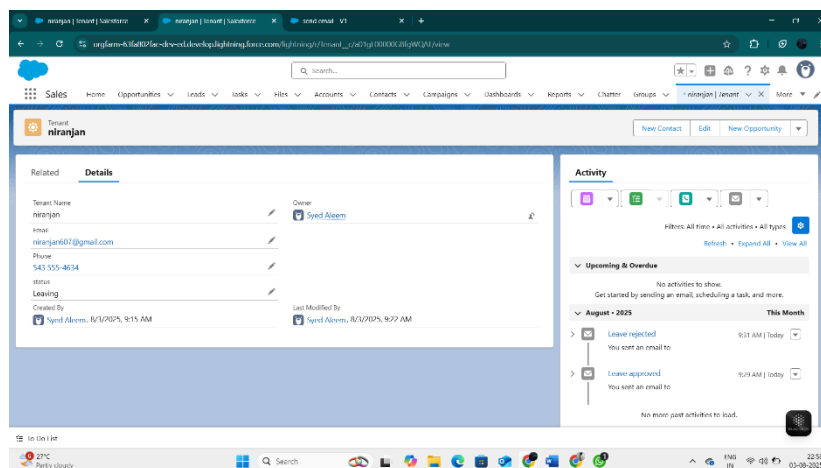 niranjan | Tenant | Salesforce
niranjan | Tenant | Salesforce
send email - V1
Search...
Sales
Home
Opportunities
Leads
Tasks
Files
Accounts
Contacts
Campaigns
Dashboards
Reports
Chatter
Groups
* niranjan | Tenant
More
Tenant
niranjan
New Contact
Edit
New Opportunity
Related
Details
Tenant Name
niranjan
Owner
Syed Aleem
Email
niranjan607@gmail.com
Phone
543 555-4634
status
Leaving
Created By
Syed Aleem, 8/3/2025, 9:15 AM
Last Modified By
Syed Aleem, 8/3/2025, 9:22 AM
Activity
Filters: All time • All activities • All types
Refresh • Expand All • View All
Upcoming & Overdue
No activities to show.
Get started by sending an email, scheduling a task, and more.
August • 2025
This Month
Leave rejected
9:31 AM | Today
You sent an email to
Leave approved
9:29 AM | Today
You sent an email to
No more past activities to load.
To Do List
27°C
Partly cloudy
Search
ENG
IN
03-08-2025